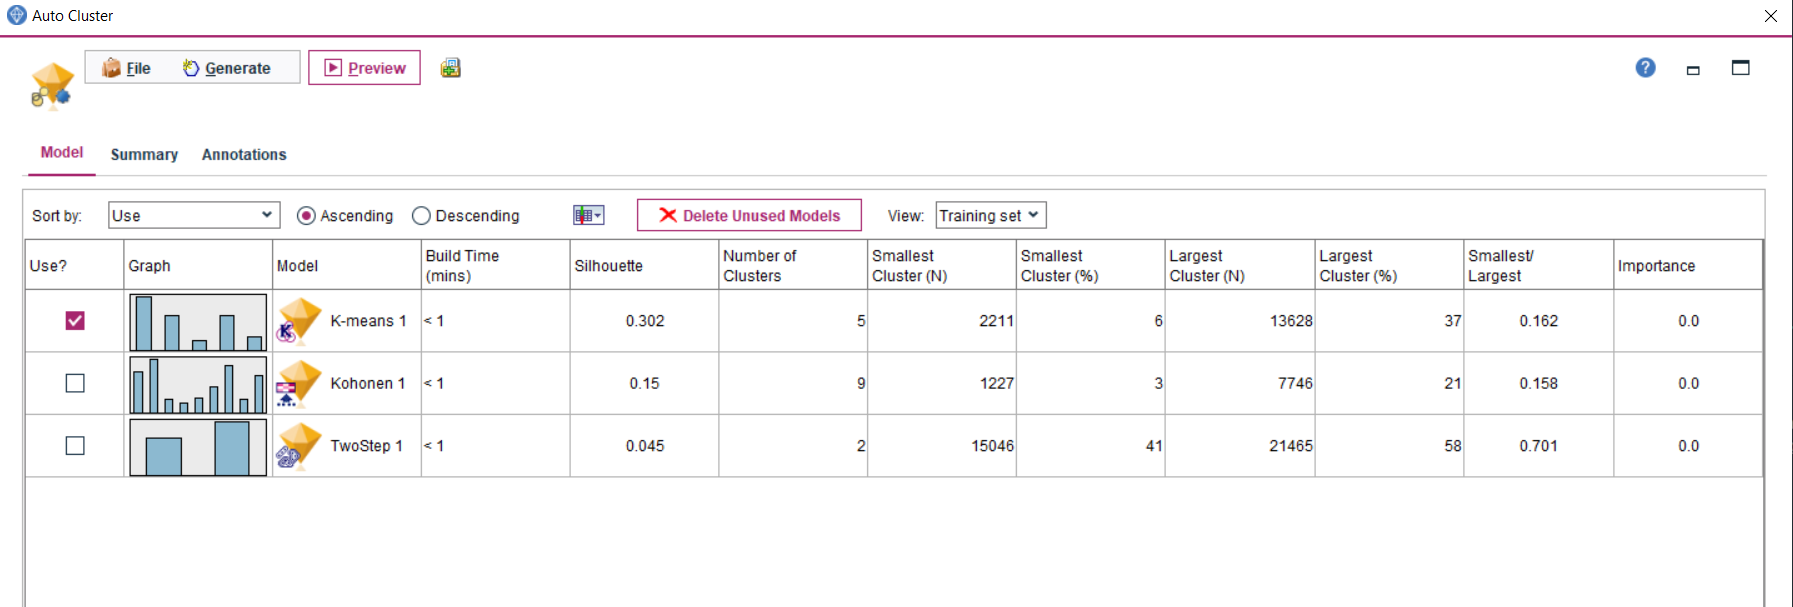 Auto Cluster
File Generate Preview
Model Summary Annotations
Sort by: Use Ascending Descending Delete Unused Models View: Training set
Use? Graph Model Build Time (mins) Silhouette Number of Clusters Smallest Cluster (N) Smallest Cluster (%) Largest Cluster (N) Largest Cluster (%) Smallest/ Largest Importance
K-means 1 < 1 0.302 5 2211 6 13628 37 0.162 0.0
Kohonen 1 < 1 0.15 9 1227 3 7746 21 0.158 0.0
TwoStep 1 < 1 0.045 2 15046 41 21465 58 0.701 0.0